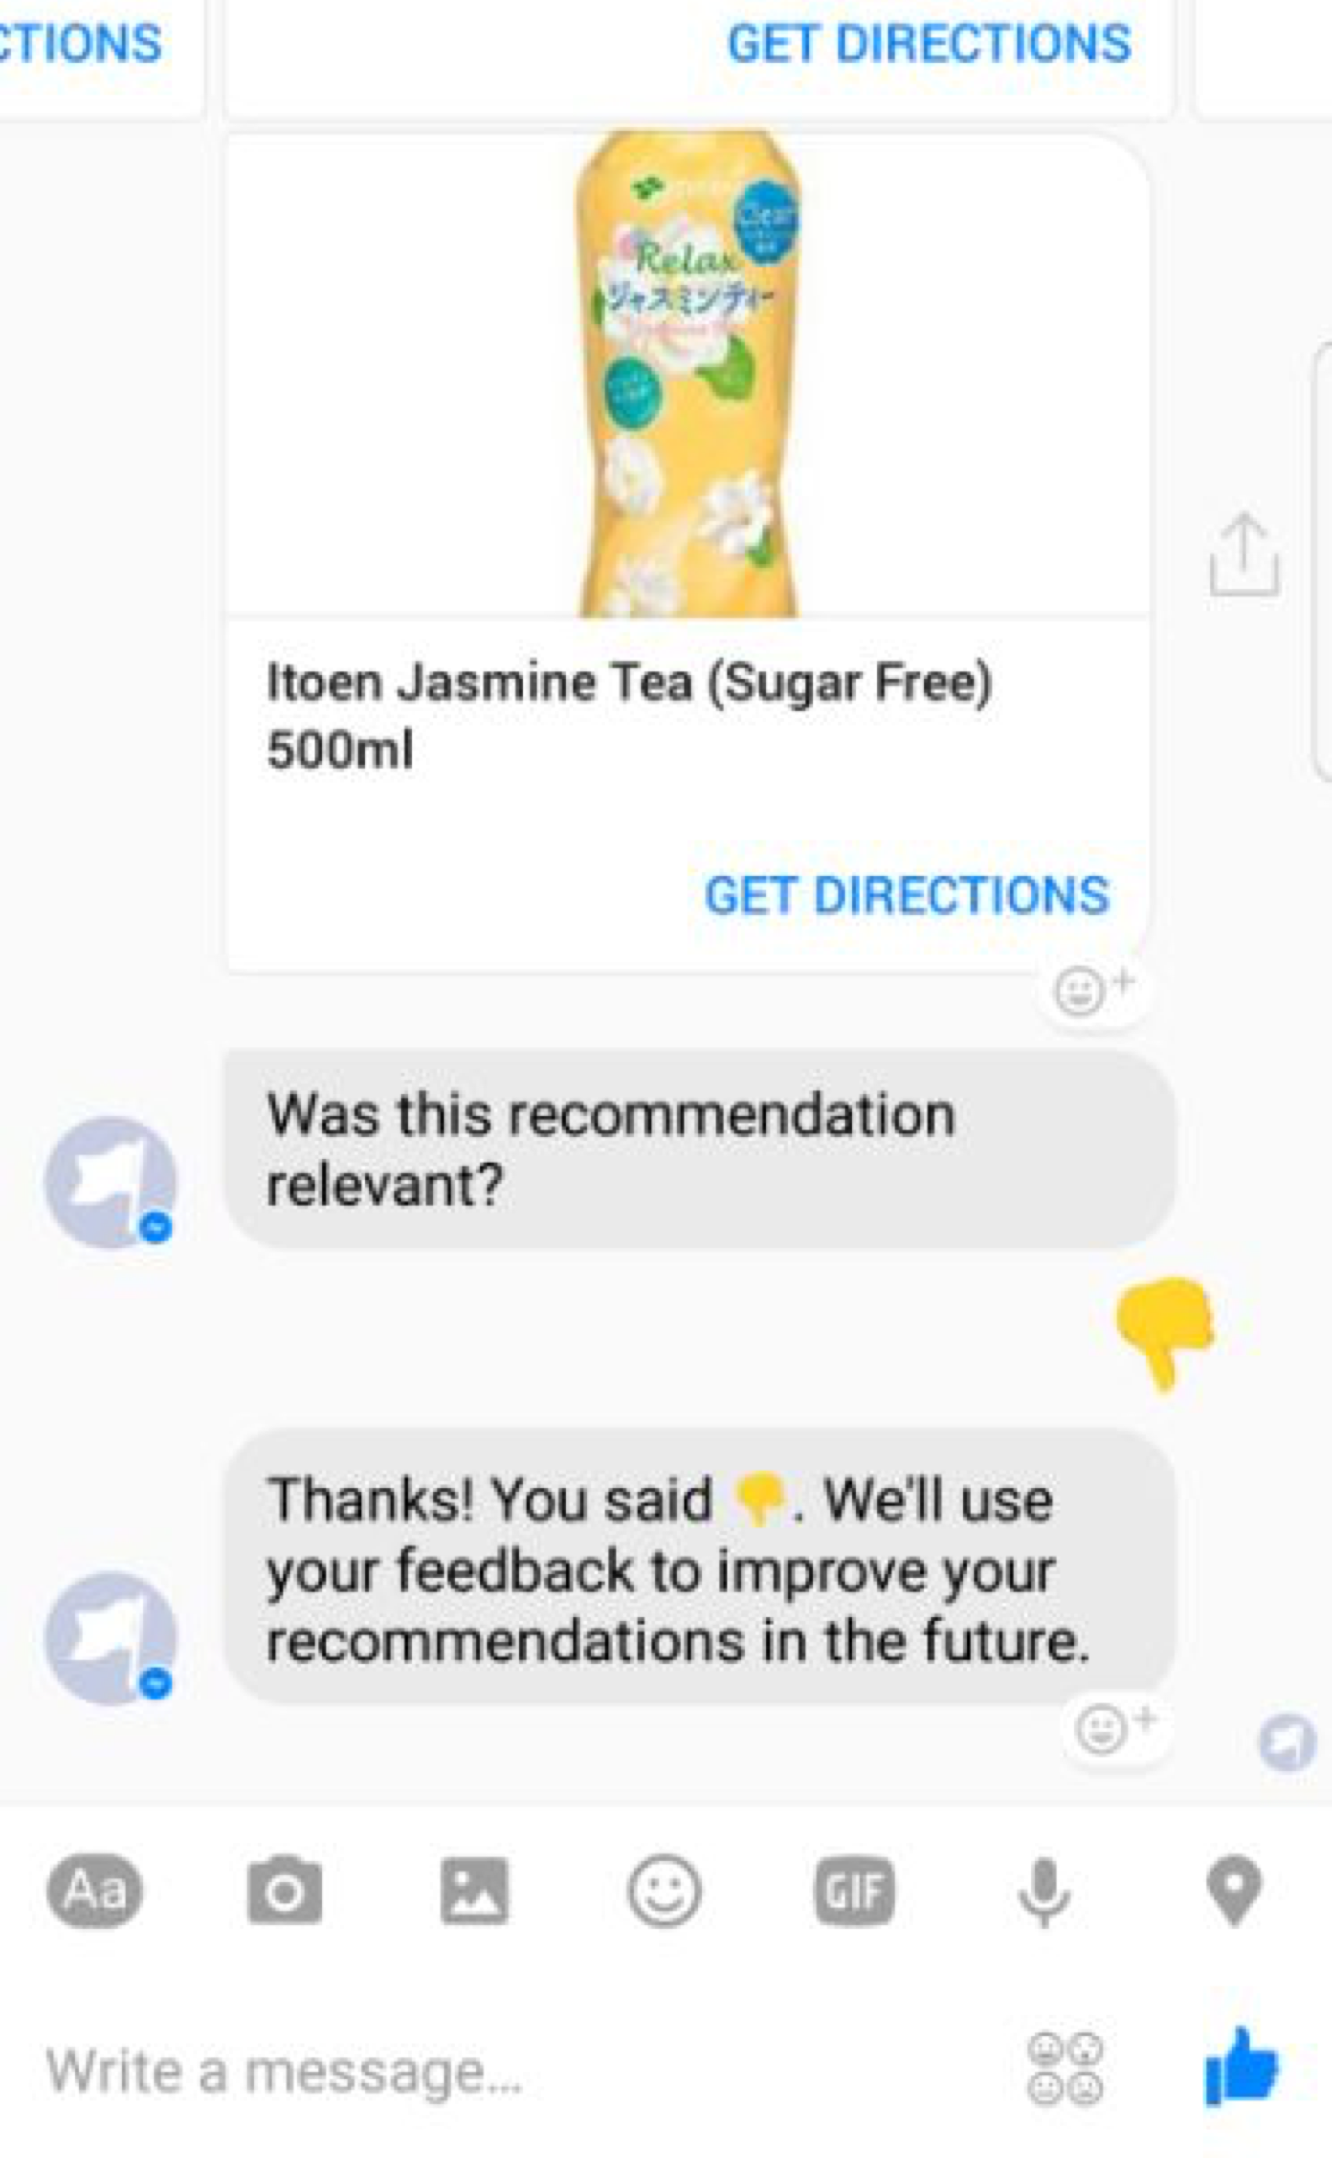 CTIONS
GET DIRECTIONS
Clear
Relax
ジャスミンティー
Itoen Jasmine Tea (Sugar Free)
500ml
GET DIRECTIONS
Was this recommendation
relevant?
Thanks! You said 👎. We'll use
your feedback to improve your
recommendations in the future.
Aa
GIF
Write a message...